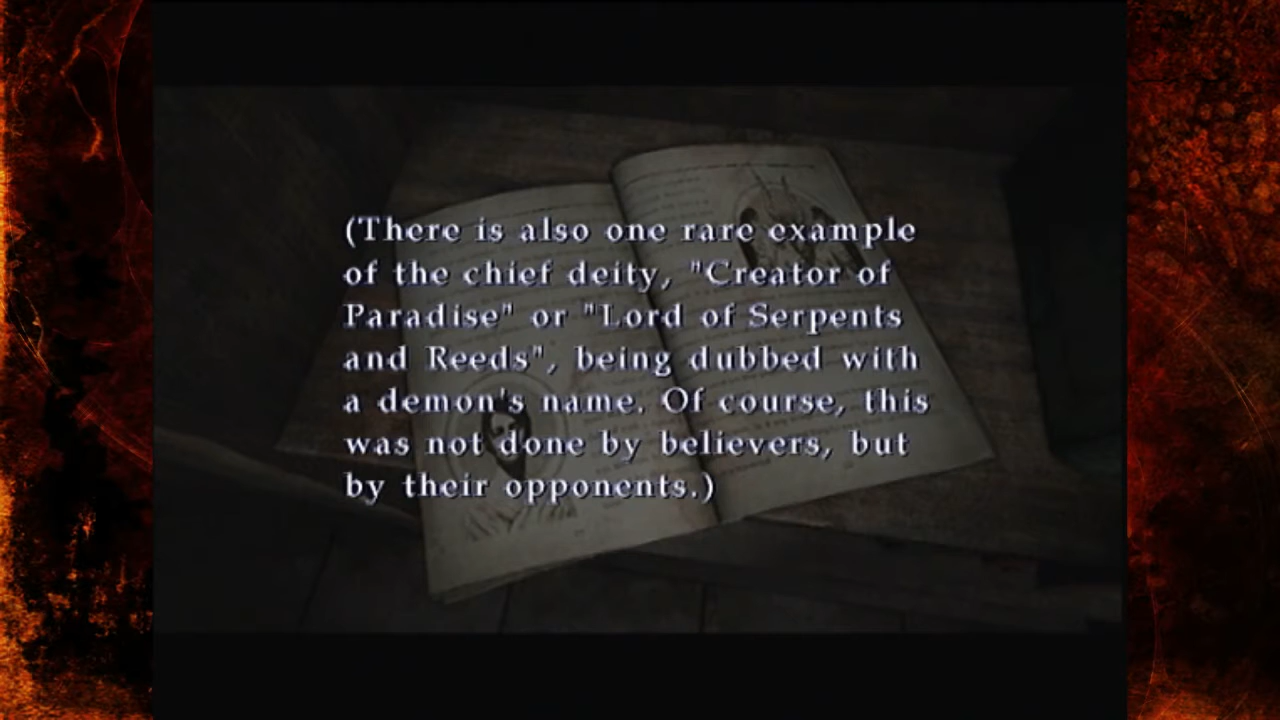 (There is also one rare example
of the chief deity, "Creator of
Paradise" or "Lord of Serpents
and Reeds", being dubbed with
a demon's name. Of course, this
was not done by believers, but
by their opponents.)